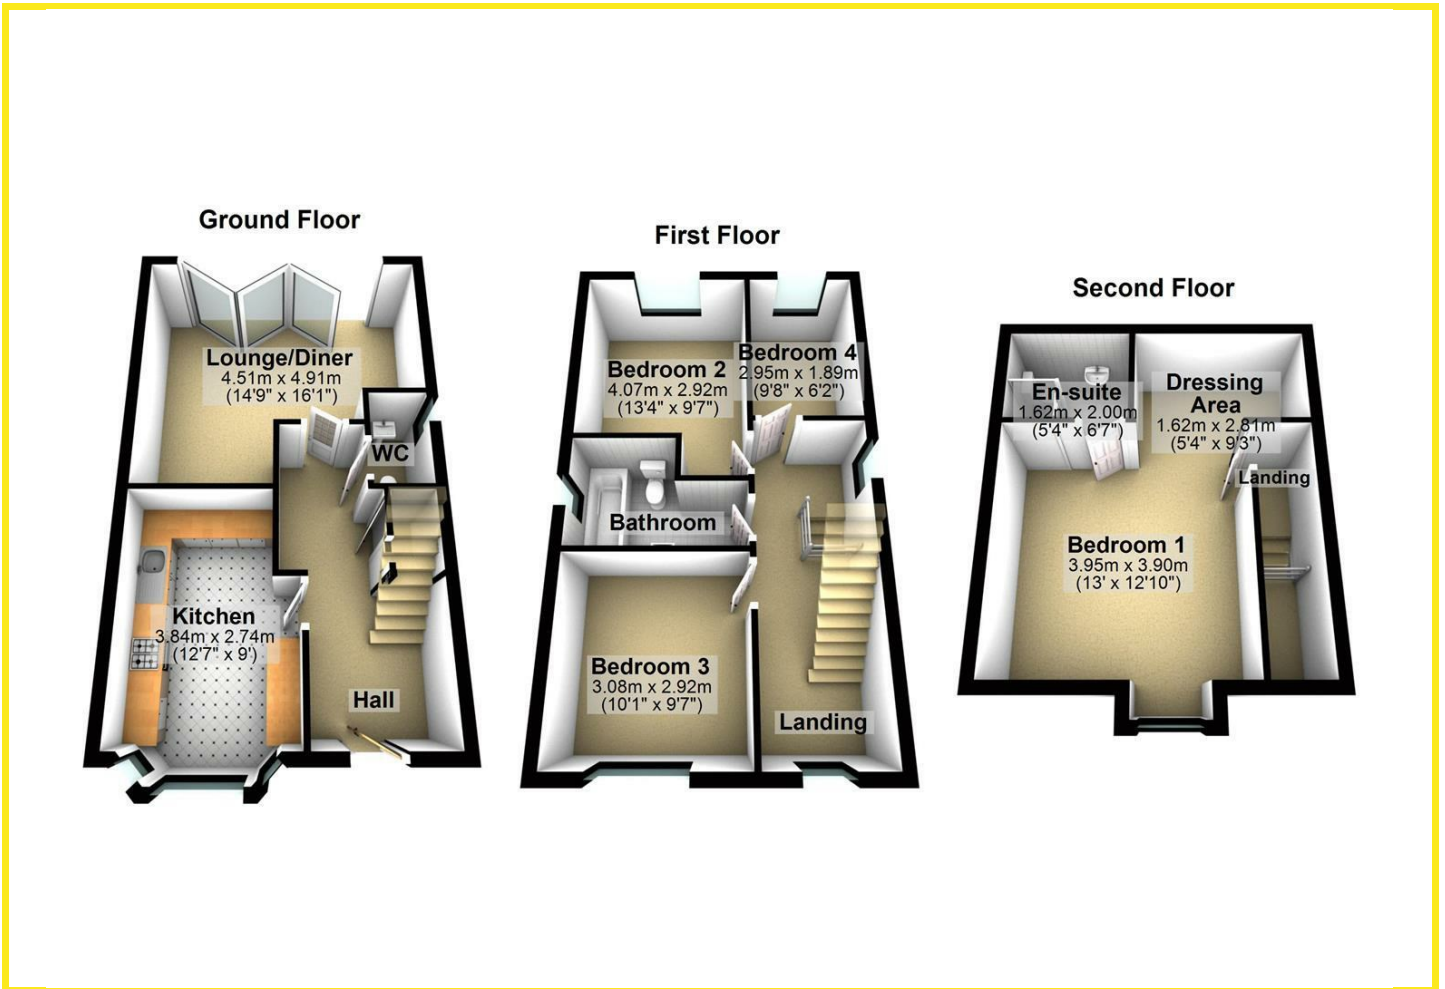 Ground Floor
Lounge/Diner
4.51m x 4.91m
(14'9" x 16'1")
WC
Kitchen
3.84m x 2.74m
(12'7" x 9')
Hall
First Floor
Bedroom 2
4.07m x 2.92m
(13'4" x 9'7")
Bedroom 4
2.95m x 1.89m
(9'8" x 6'2")
Bathroom
Bedroom 3
3.08m x 2.92m
(10'1" x 9'7")
Landing
Second Floor
En-suite
1.62m x 2.00m
(5'4" x 6'7")
Dressing
Area
1.62m x 2.81m
(5'4" x 9'3")
Landing
Bedroom 1
3.95m x 3.90m
(13' x 12'10")